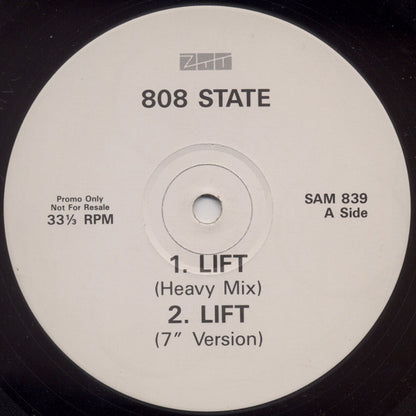 ZTT
808 STATE
Promo Only
Not For Resale
33⅓ RPM
SAM 839
A Side
1. LIFT
(Heavy Mix)
2. LIFT
(7″ Version)